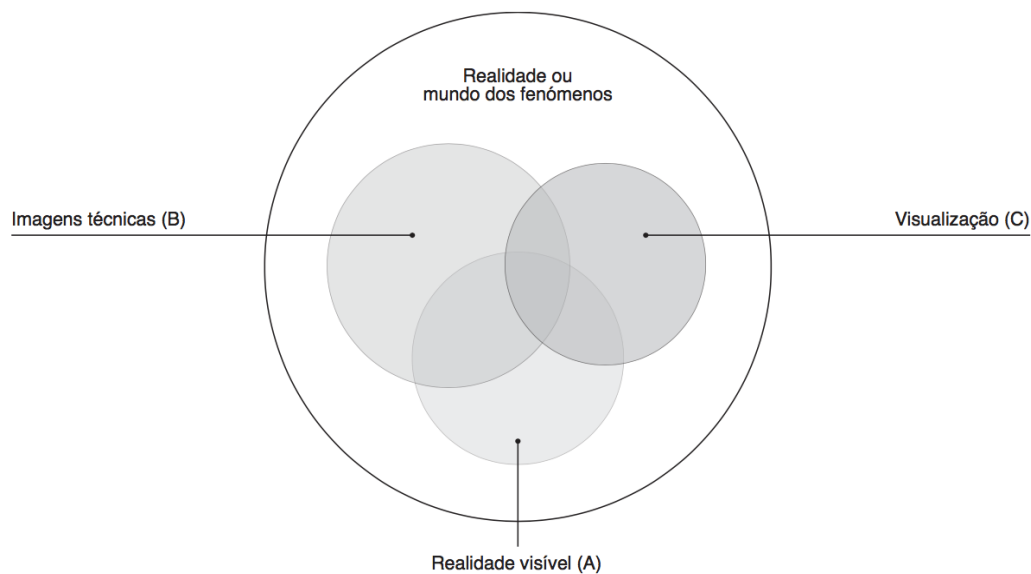 Realidade ou
mundo dos fenómenos
Imagens técnicas (B)
Visualização (C)
Realidade visível (A)